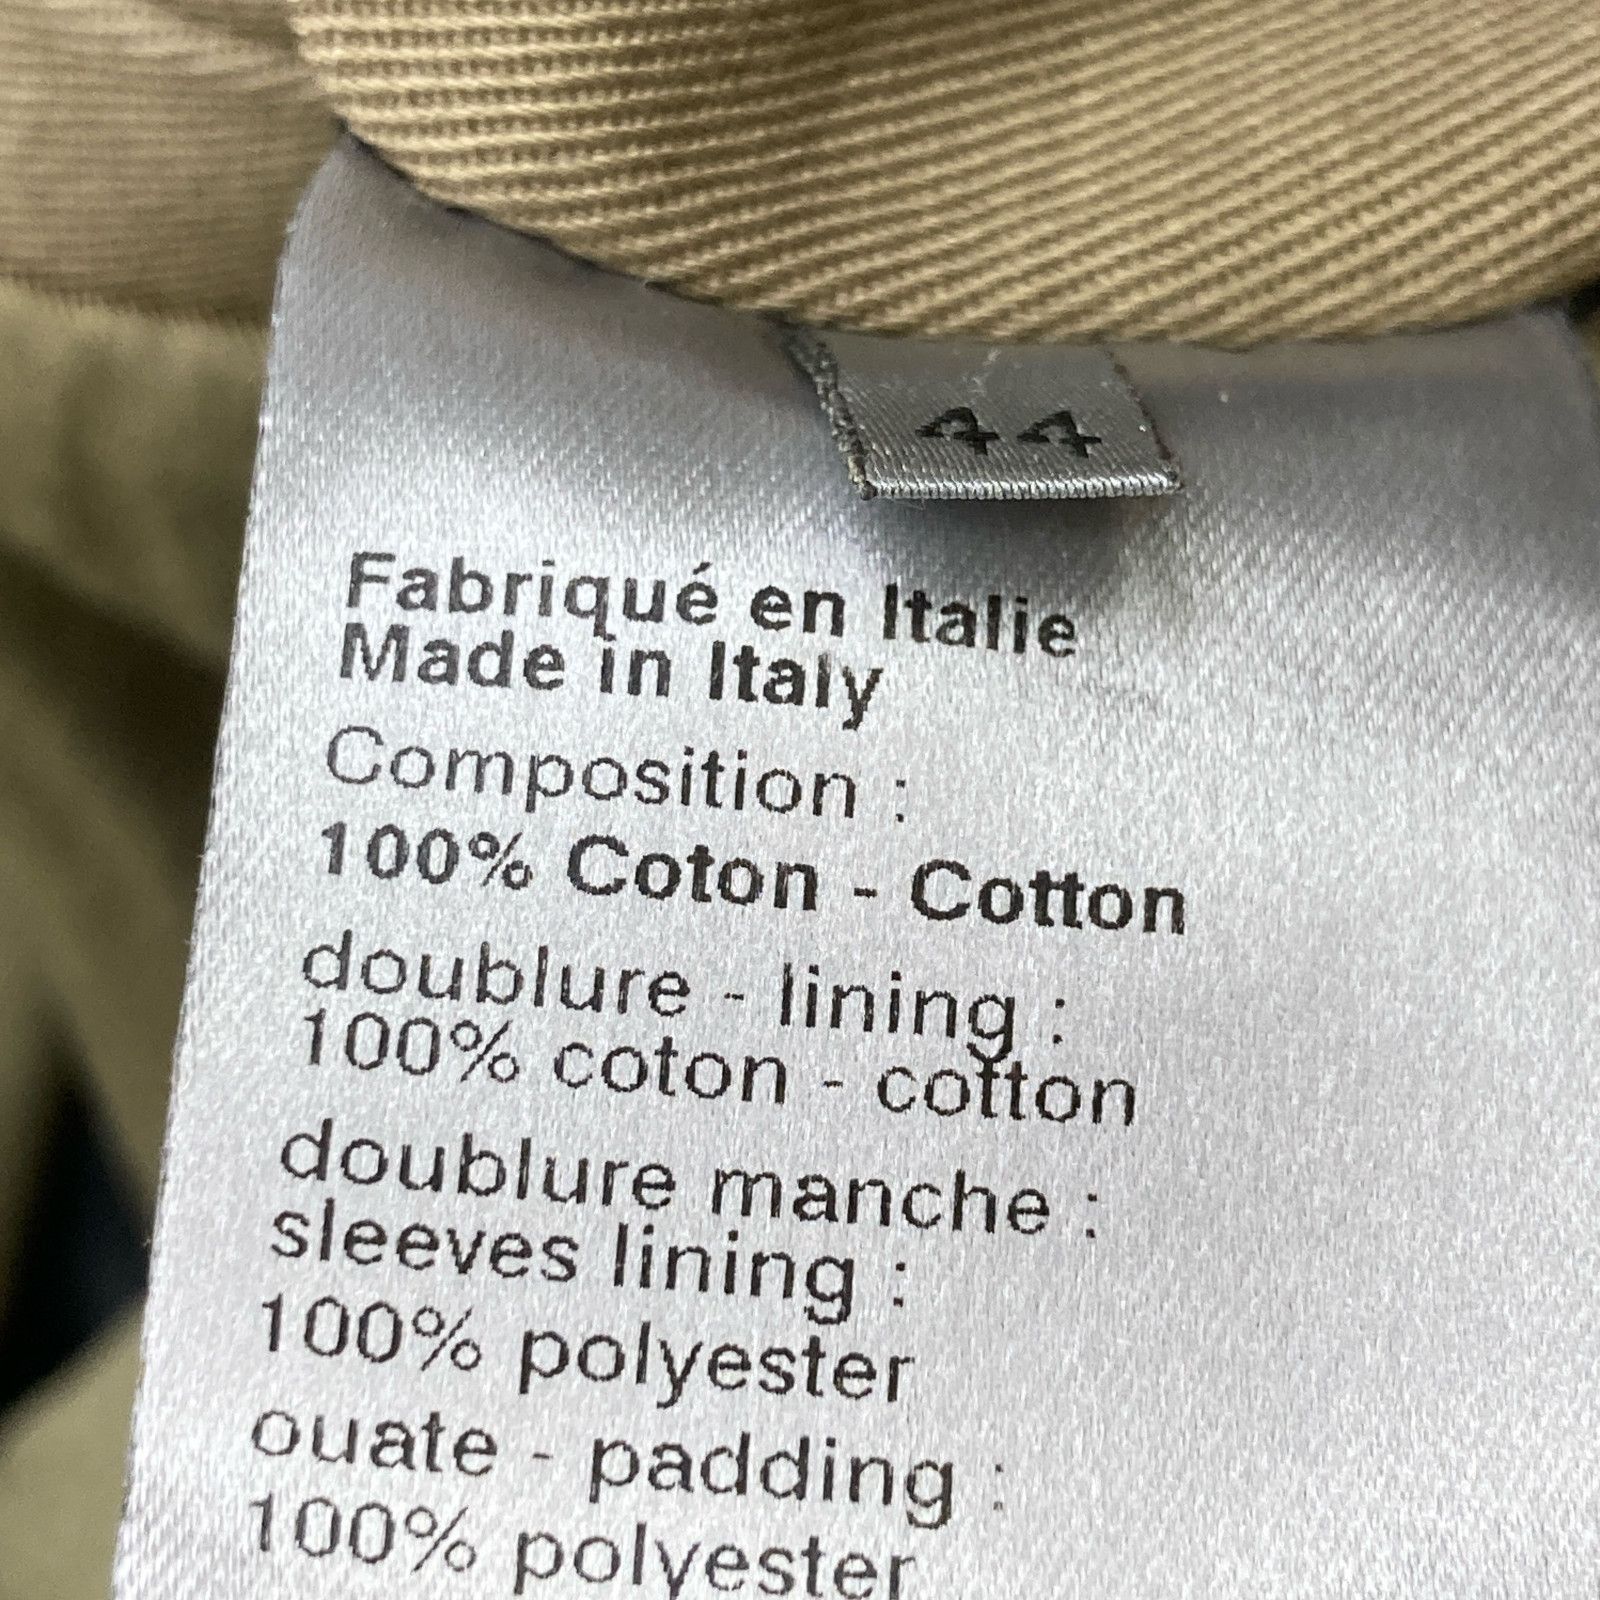 44
Fabriqué en Italie
Made in Italy
Composition :
100% Coton - Cotton
doublure - lining :
100% coton - cotton
doublure manche :
sleeves lining :
100% polyester
ouate - padding :
100% polyester